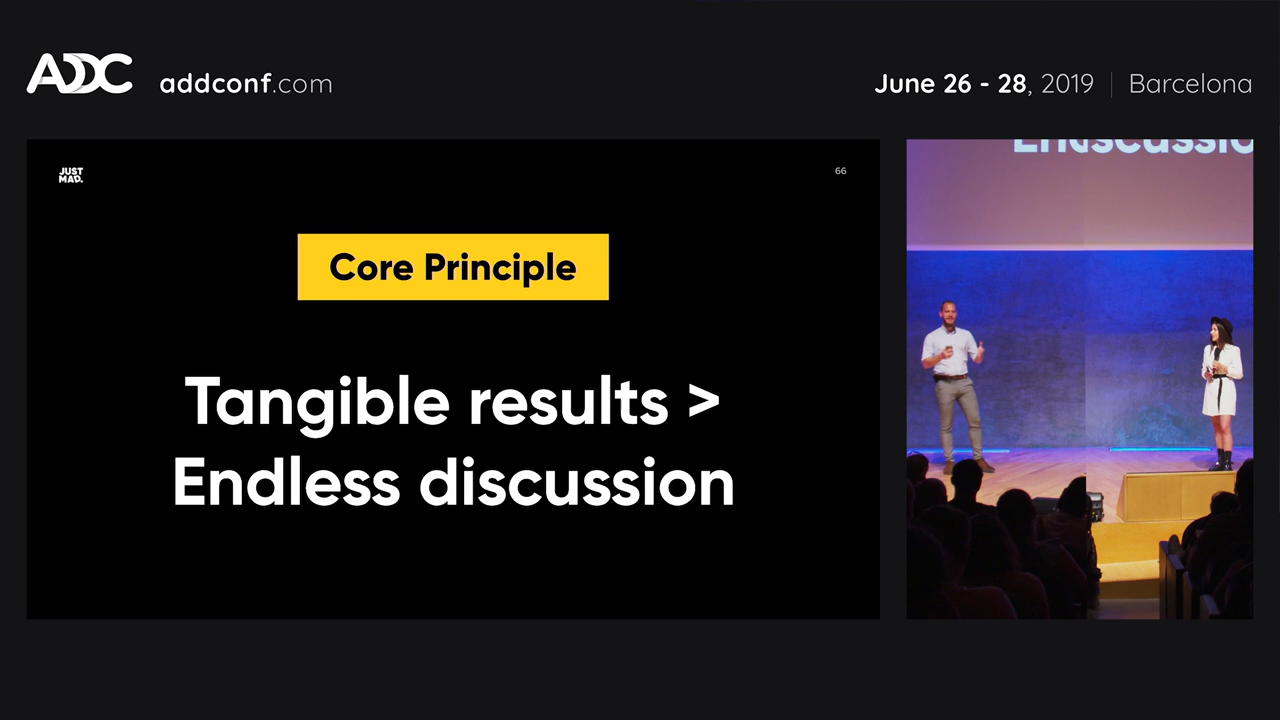 ADDC addconf.com
June 26 - 28, 2019 | Barcelona
JUST
MAD.
66
Core Principle
Tangible results >
Endless discussion